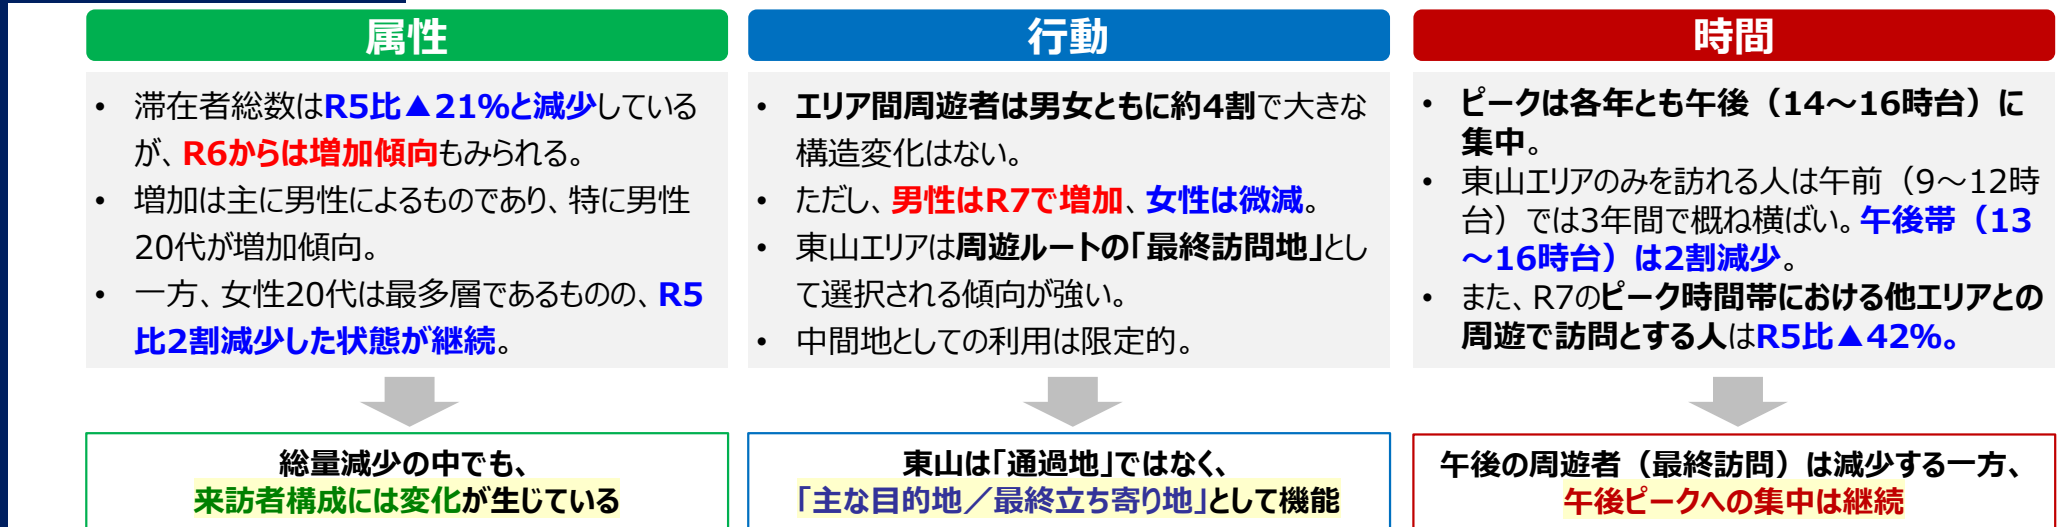 属性
• 滞在者総数はR5比▲21%と減少している
が、R6からは増加傾向もみられる。
• 増加は主に男性によるものであり、特に男性
20代が増加傾向。
• 一方、女性20代は最多層であるものの、R5
比2割減少した状態が継続。
総量減少の中でも、
来訪者構成には変化が生じている
行動
• エリア間周遊者は男女ともに約4割で大きな
構造変化はない。
• ただし、男性はR7で増加、女性は微減。
• 東山エリアは周遊ルートの「最終訪問地」とし
て選択される傾向が強い。
• 中間地としての利用は限定的。
東山は「通過地」ではなく、
「主な目的地／最終立ち寄り地」として機能
時間
• ピークは各年とも午後（14～16時台）に
集中。
• 東山エリアのみを訪れる人は午前（9～12時
台）では3年間で概ね横ばい。午後帯（13
～16時台）は2割減少。
• また、R7のピーク時間帯における他エリアとの
周遊で訪問とする人はR5比▲42%。
午後の周遊者（最終訪問）は減少する一方、
午後ピークへの集中は継続